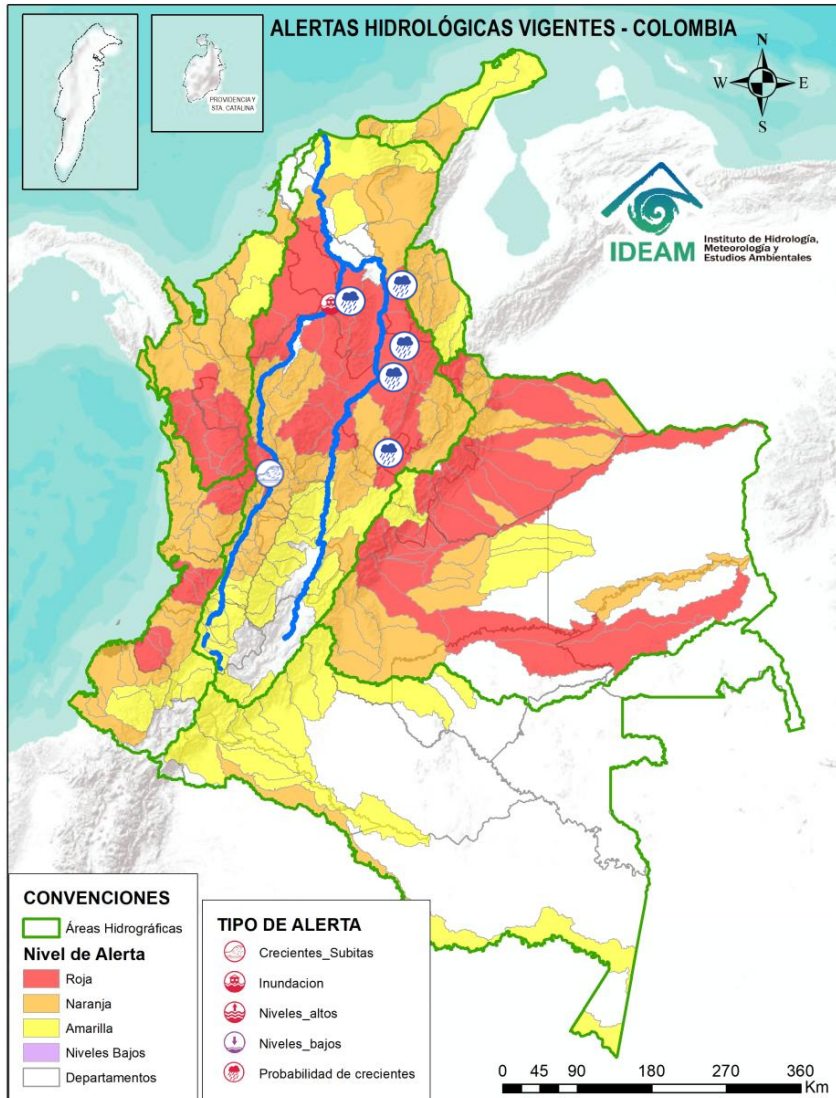 ALERTAS HIDROLÓGICAS VIGENTES - COLOMBIA
PROVIDENCIA Y
STA. CATALINA
N
W
E
S
IDEAM
Instituto de Hidrología,
Meteorología y
Estudios Ambientales
CONVENCIONES
Áreas Hidrográficas
Nivel de Alerta
Roja
Naranja
Amarilla
Niveles Bajos
Departamentos
TIPO DE ALERTA
Crecientes_Subitas
Inundacion
Niveles_altos
Niveles_bajos
Probabilidad de crecientes
0 45 90 180 270 360
Km